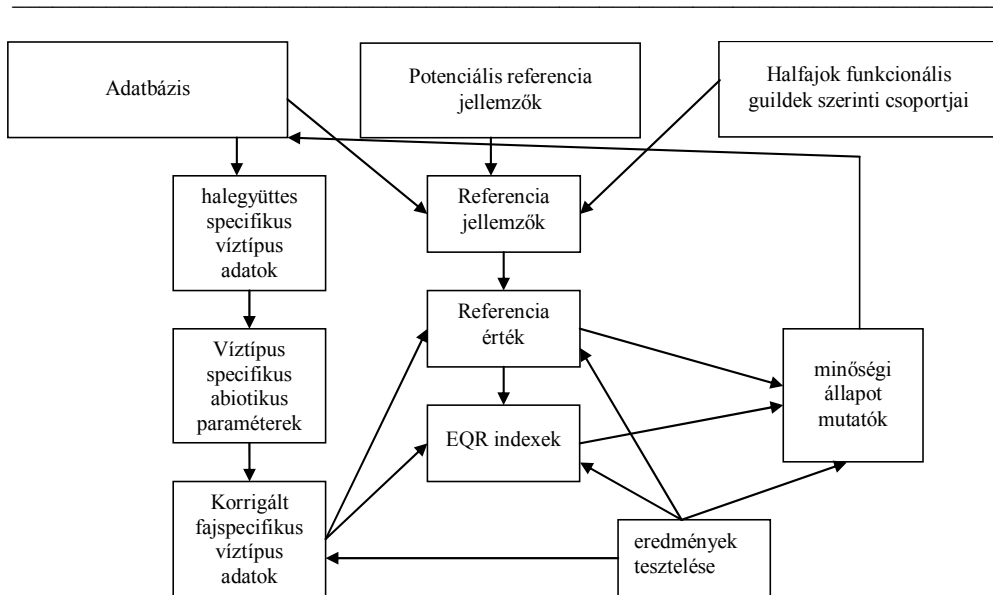 Adatbázis
Potenciális referencia
jellemzők
Halfajok funkcionális
guildek szerinti csoportjai
halegyüttes
specifikus
víztípus
adatok
Referencia
jellemzők
Víztípus
specifikus
abiotikus
paraméterek
Referencia
érték
EQR indexek
minőségi
állapot
mutatók
Korrigált
fajspecifikus
víztípus
adatok
eredmények
tesztelése